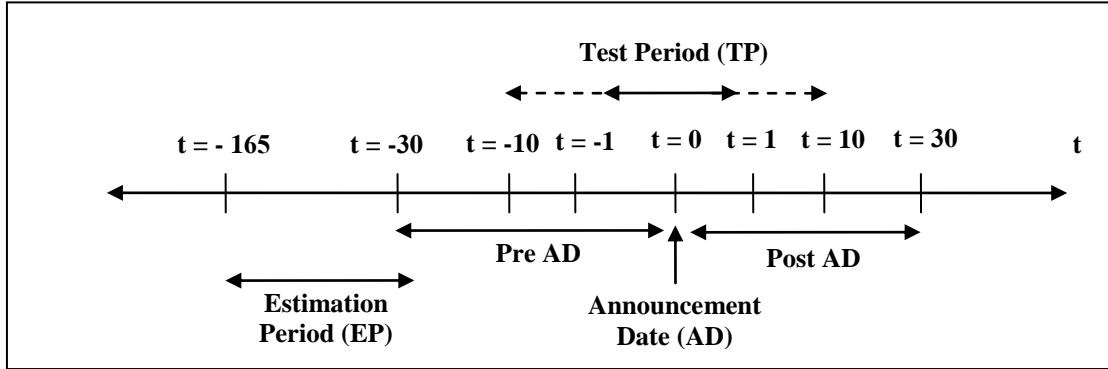 Test Period (TP)
t = - 165 t = -30 t = -10 t = -1 t = 0 t = 1 t = 10 t = 30 t
Pre AD Post AD
Estimation
Period (EP)
Announcement
Date (AD)